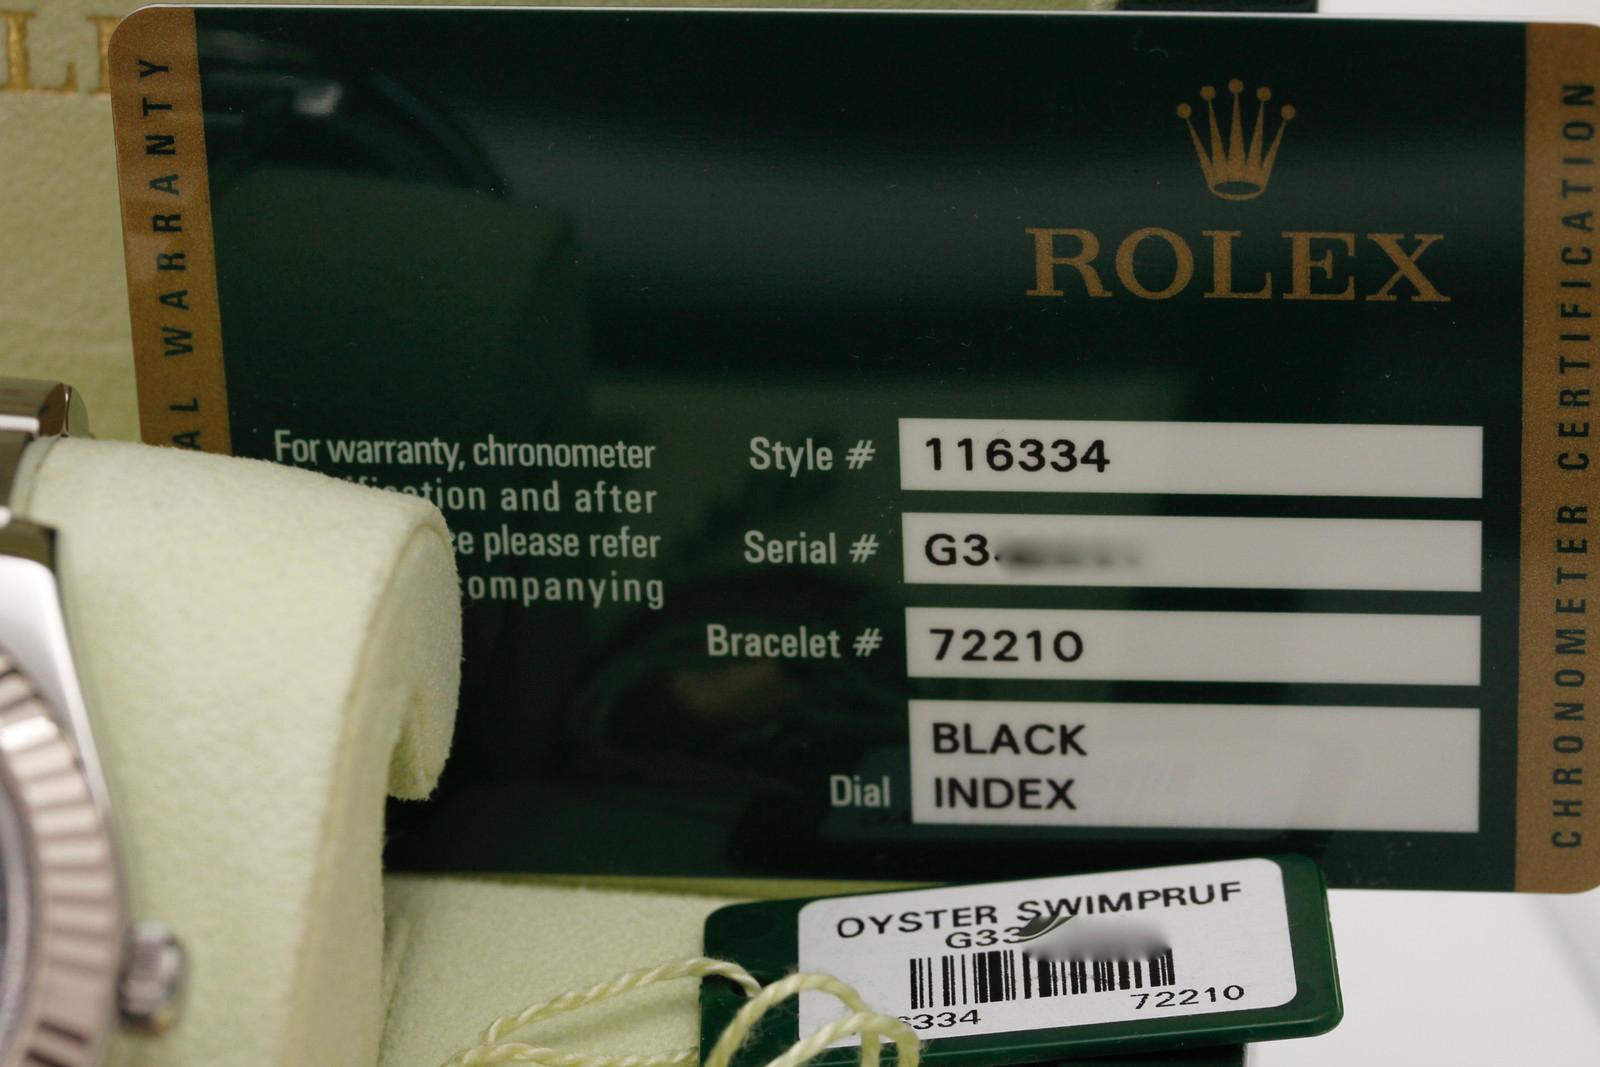 WARRANTY
ROLEX
CHRONOMETER CERTIFICATION
For warranty, chronometer
and after
please refer
Style # 116334
Serial # G3
Bracelet # 72210
Dial BLACK
INDEX
OYSTER SWIMPRUF
G33
72210